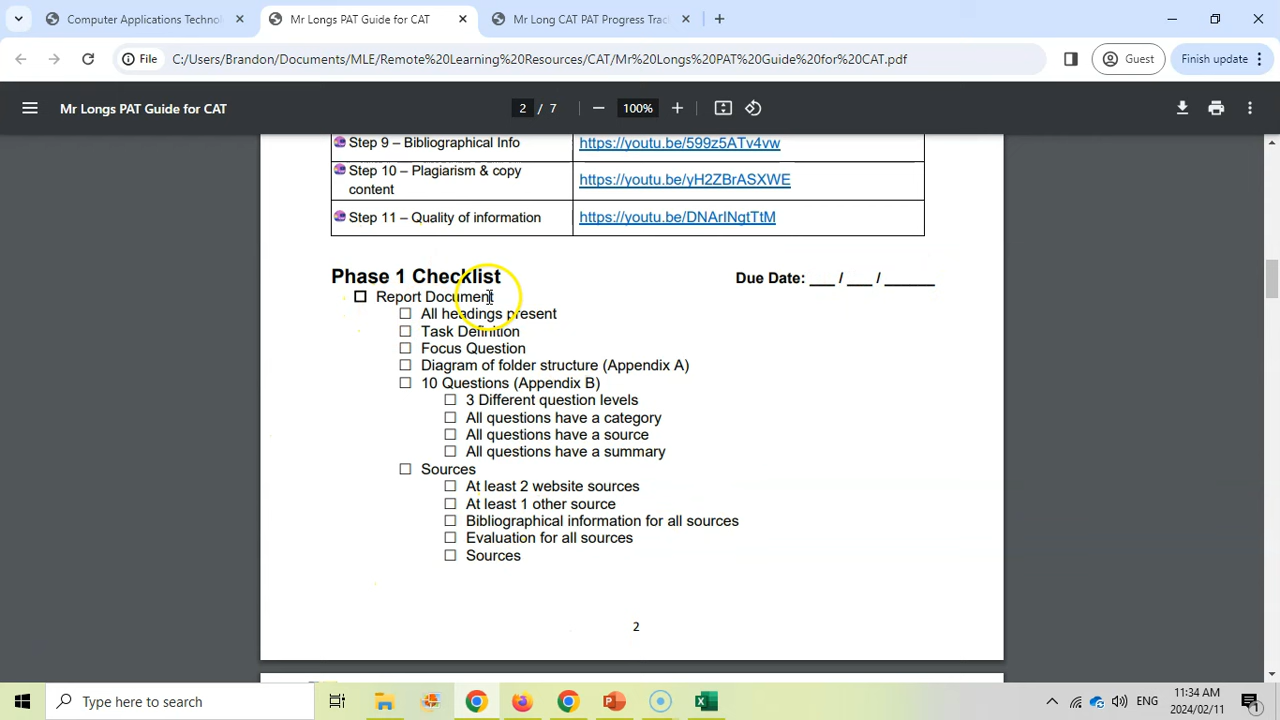 Computer Applications Technol
Mr Longs PAT Guide for CAT
Mr Long CAT PAT Progress Trac
File
C:/Users/Brandon/Documents/MLE/Remote%20Learning%20Resources/CAT/Mr%20Longs%20PAT%20Guide%20for%20CAT.pdf
Guest
Finish update
Mr Longs PAT Guide for CAT
2 / 7
100%
Step 9 – Bibliographical Info
https://youtu.be/599z5ATv4vw
Step 10 – Plagiarism & copy
content
https://youtu.be/yH2ZBrASXWE
Step 11 – Quality of information
https://youtu.be/DNArlNqtTtM
Phase 1 Checklist
Due Date: ___ / ___ / ______
Report Document
All headings present
Task Definition
Focus Question
Diagram of folder structure (Appendix A)
10 Questions (Appendix B)
3 Different question levels
All questions have a category
All questions have a source
All questions have a summary
Sources
At least 2 website sources
At least 1 other source
Bibliographical information for all sources
Evaluation for all sources
Sources
2
Type here to search
ENG
11:34 AM
2024/02/11